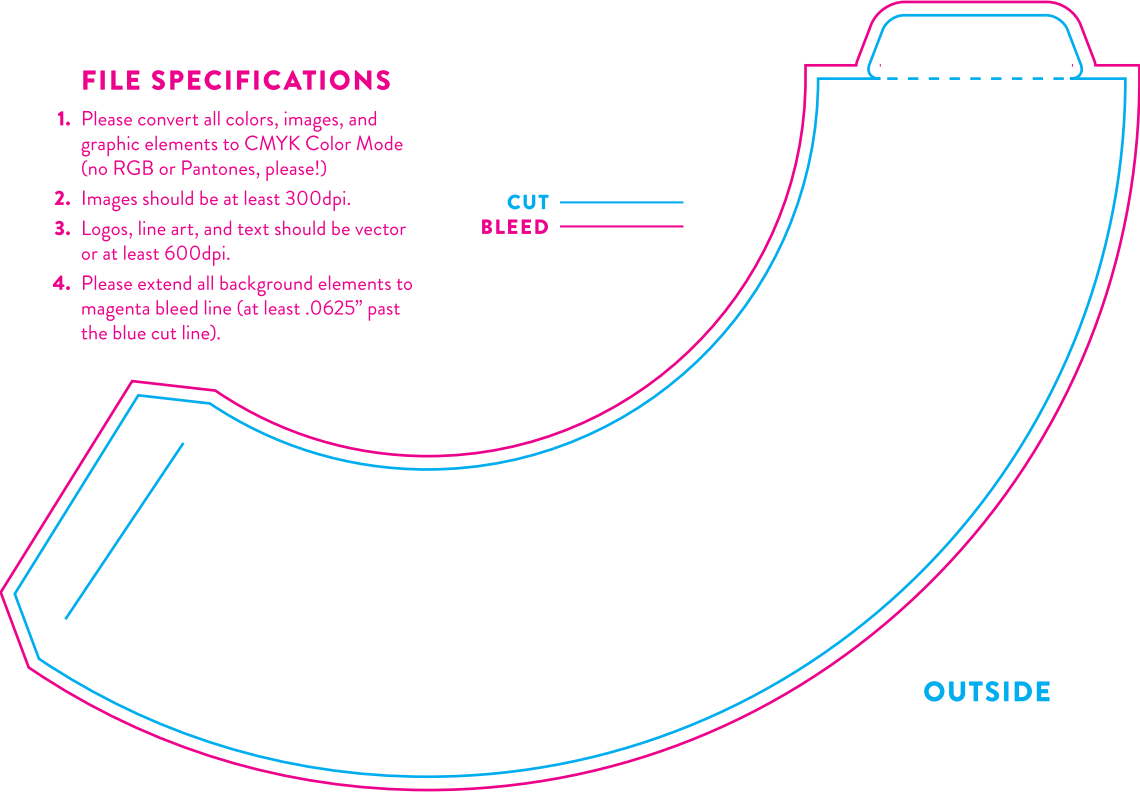 FILE SPECIFICATIONS
1. Please convert all colors, images, and
graphic elements to CMYK Color Mode
(no RGB or Pantones, please!)
2. Images should be at least 300dpi.
3. Logos, line art, and text should be vector
or at least 600dpi.
4. Please extend all background elements to
magenta bleed line (at least .0625” past
the blue cut line).
CUT
BLEED
OUTSIDE